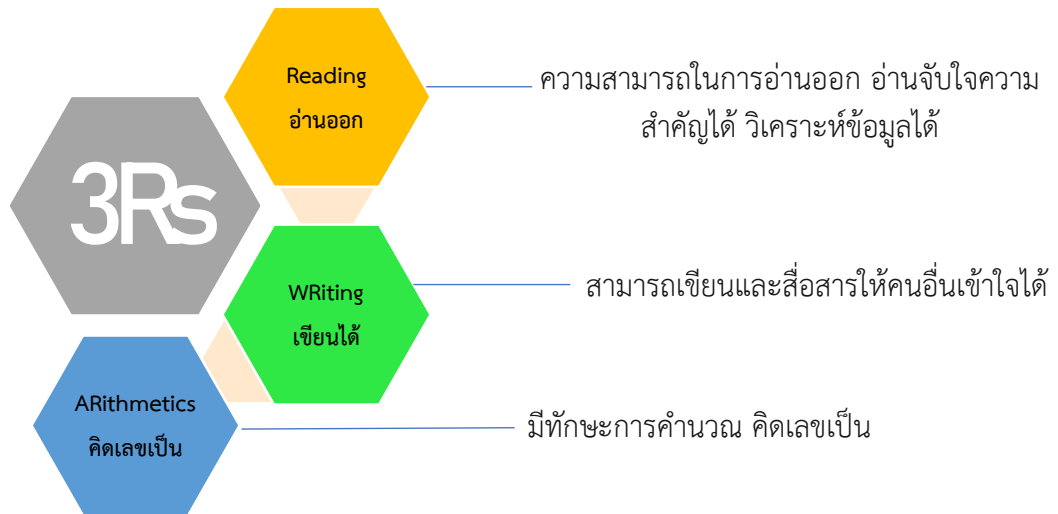 3Rs
Reading
อ่านออก
ความสามารถในการอ่านออก อ่านจับใจความ
สำคัญได้ วิเคราะห์ข้อมูลได้
WRiting
เขียนได้
สามารถเขียนและสื่อสารให้คนอื่นเข้าใจได้
ARithmetics
คิดเลขเป็น
มีทักษะการคำนวณ คิดเลขเป็น